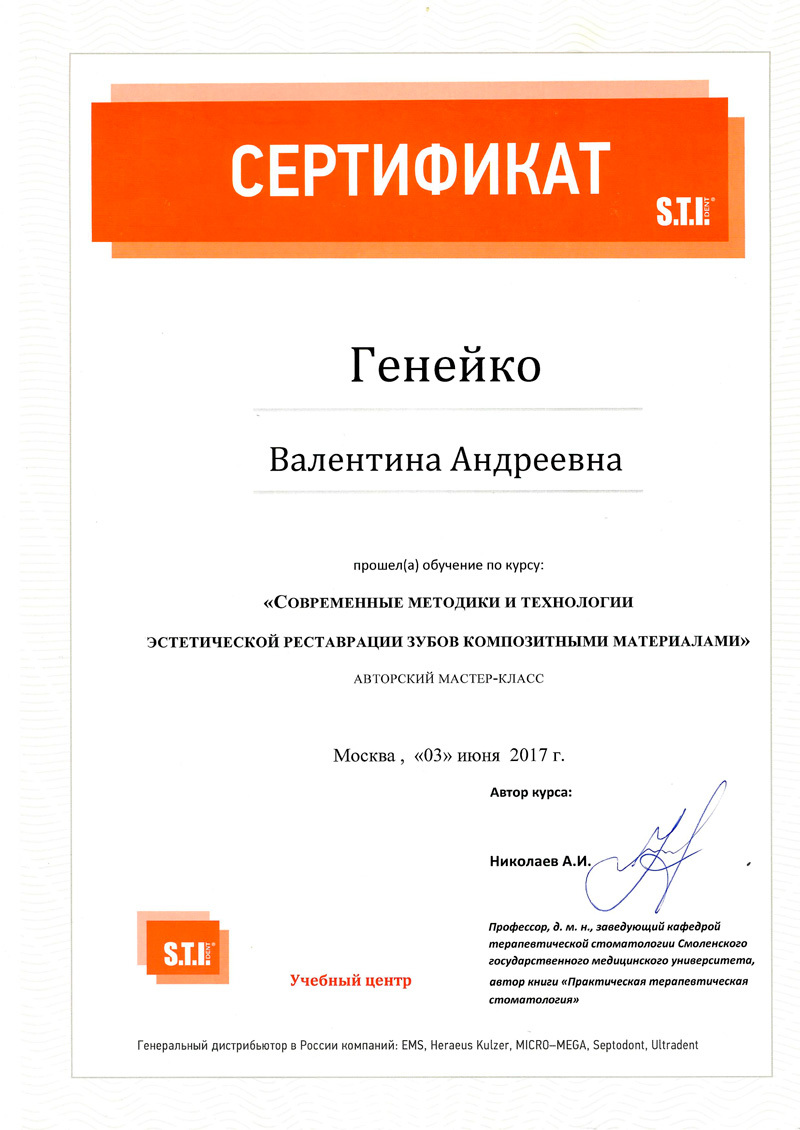 СЕРТИФИКАТ
S.T.I. DENT®
Генейко
Валентина Андреевна
прошел(а) обучение по курсу:
«СОВРЕМЕННЫЕ МЕТОДИКИ И ТЕХНОЛОГИИ
ЭСТЕТИЧЕСКОЙ РЕСТАВРАЦИИ ЗУБОВ КОМПОЗИТНЫМИ МАТЕРИАЛАМИ»
АВТОРСКИЙ МАСТЕР-КЛАСС
Москва , «03» июня 2017 г.
Автор курса:
Николаев А.И.
Профессор, д. м. н., заведующий кафедрой
терапевтической стоматологии Смоленского
государственного медицинского университета,
автор книги «Практическая терапевтическая
стоматология»
S.T.I. DENT®
Учебный центр
Генеральный дистрибьютор в России компаний: EMS, Heraeus Kulzer, MICRO–MEGA, Septodont, Ultradent